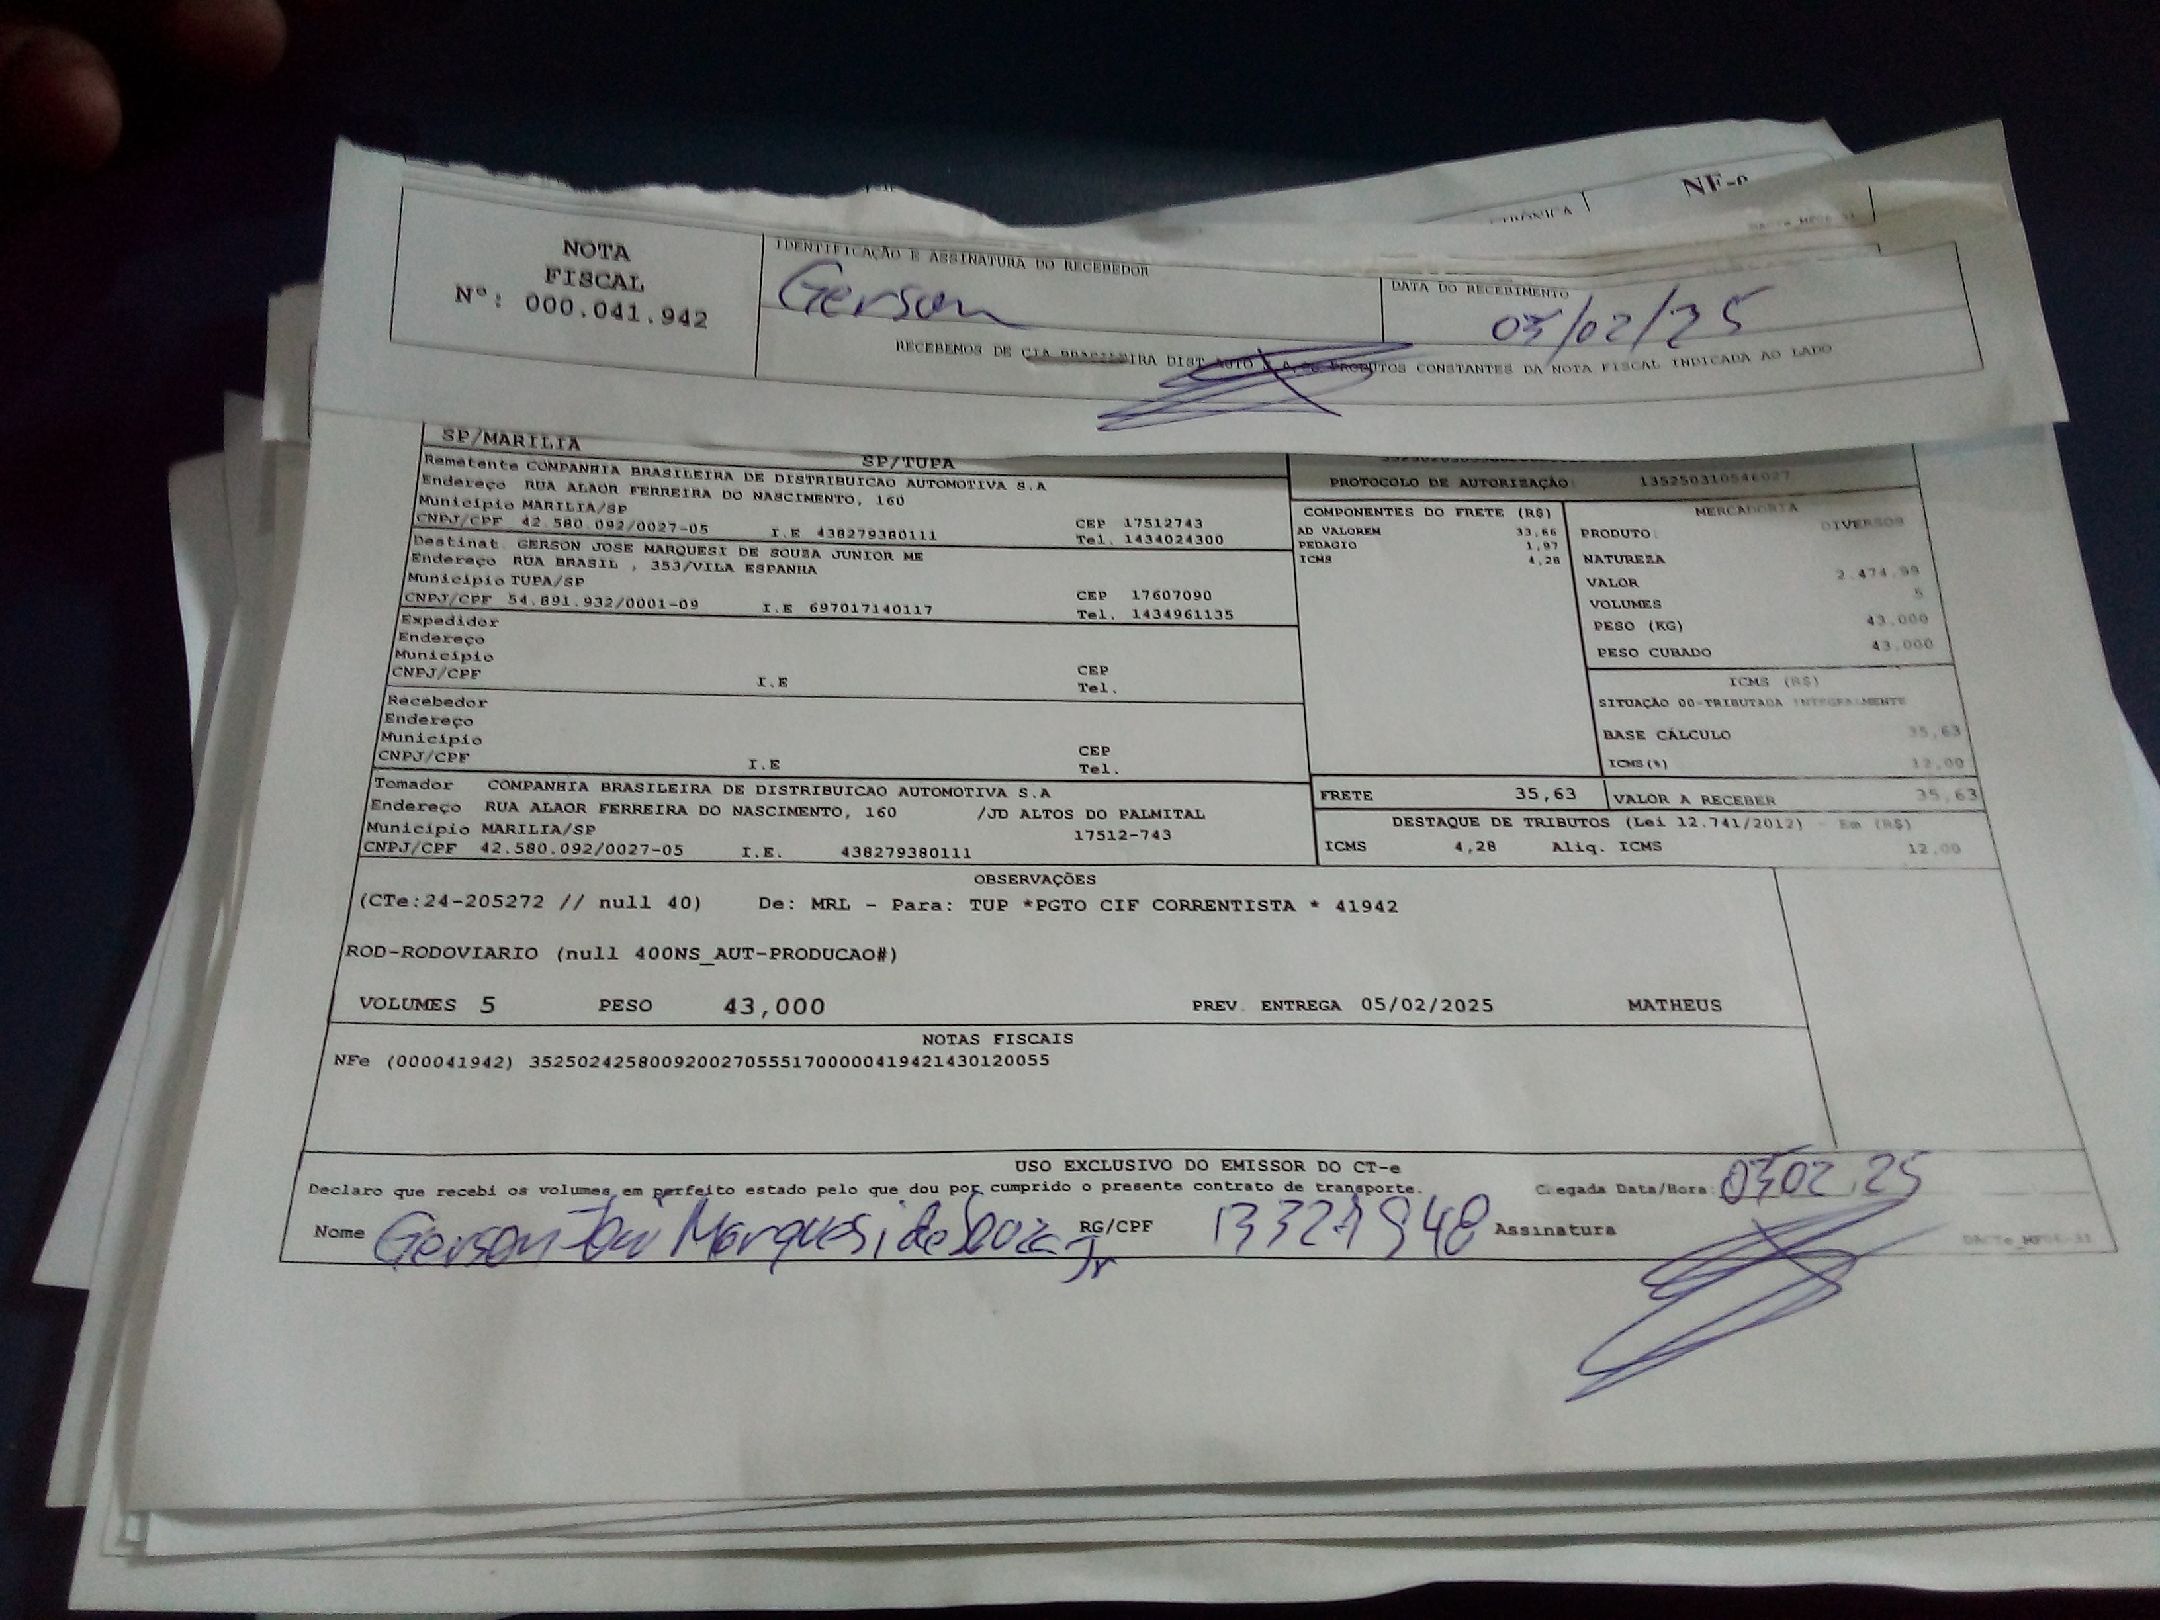 NF-e
NOTA
FISCAL
Nº: 000.041.942
IDENTIFICAÇÃO E ASSINATURA DO RECEBEDOR
Gerson
DATA DO RECEBIMENTO
05/02/25
RECEBEMOS DE CIA BRASILEIRA DIST AUTO PRODUTOS CONSTANTES DA NOTA FISCAL INDICADA AO LADO
SP/MARILIA SP/TUPA
Remetente COMPANHIA BRASILEIRA DE DISTRIBUICAO AUTOMOTIVA S.A
Endereço RUA ALAOR FERREIRA DO NASCIMENTO, 160
Município MARILIA/SP CEP 17512743
CNPJ/CPF 42.580.092/0027-05 I.E 438279380111 Tel. 1434024300
Destinat. GERSON JOSE MARQUESI DE SOUZA JUNIOR ME
Endereço RUA BRASIL , 353/VILA ESPANHA
Município TUPA/SP CEP 17607090
CNPJ/CPF 54.891.932/0001-09 I.E 697017140117 Tel. 1434961135
Expedidor
Endereço
Município CEP
CNPJ/CPF I.E Tel.
Recebedor
Endereço
Município CEP
CNPJ/CPF I.E Tel.
Tomador COMPANHIA BRASILEIRA DE DISTRIBUICAO AUTOMOTIVA S.A
Endereço RUA ALAOR FERREIRA DO NASCIMENTO, 160 /JD ALTOS DO PALMITAL
Município MARILIA/SP 17512-743
CNPJ/CPF 42.580.092/0027-05 I.E. 438279380111
PROTOCOLO DE AUTORIZAÇÃO: 135250310546027
COMPONENTES DO FRETE (R$)
AD VALOREM 33,66
PEDAGIO 1,97
ICMS 4,28
MERCADORIA
PRODUTO: DIVERSOS
NATUREZA
VALOR 2.474,99
VOLUMES 5
PESO (KG) 43,000
PESO CUBADO 43,000
ICMS (R$)
SITUAÇÃO 00-TRIBUTADA INTEGRALMENTE
BASE CÁLCULO 35,63
ICMS(%) 12,00
FRETE 35,63 VALOR A RECEBER 35,63
DESTAQUE DE TRIBUTOS (Lei 12.741/2012) - Em (R$)
ICMS 4,28 Aliq. ICMS 12,00
OBSERVAÇÕES
(CTe:24-205272 // null 40) De: MRL - Para: TUP *PGTO CIF CORRENTISTA * 41942
ROD-RODOVIARIO (null 400NS_AUT-PRODUCAO#)
VOLUMES 5 PESO 43,000 PREV. ENTREGA 05/02/2025 MATHEUS
NOTAS FISCAIS
NFe (000041942) 35250242580092002705551700000419421430120055
USO EXCLUSIVO DO EMISSOR DO CT-e
Declaro que recebi os volumes em perfeito estado pelo que dou por cumprido o presente contrato de transporte. Chegada Data/Hora: 05 02 25
Nome Gerson José Marquesi de Souza Jr RG/CPF Assinatura